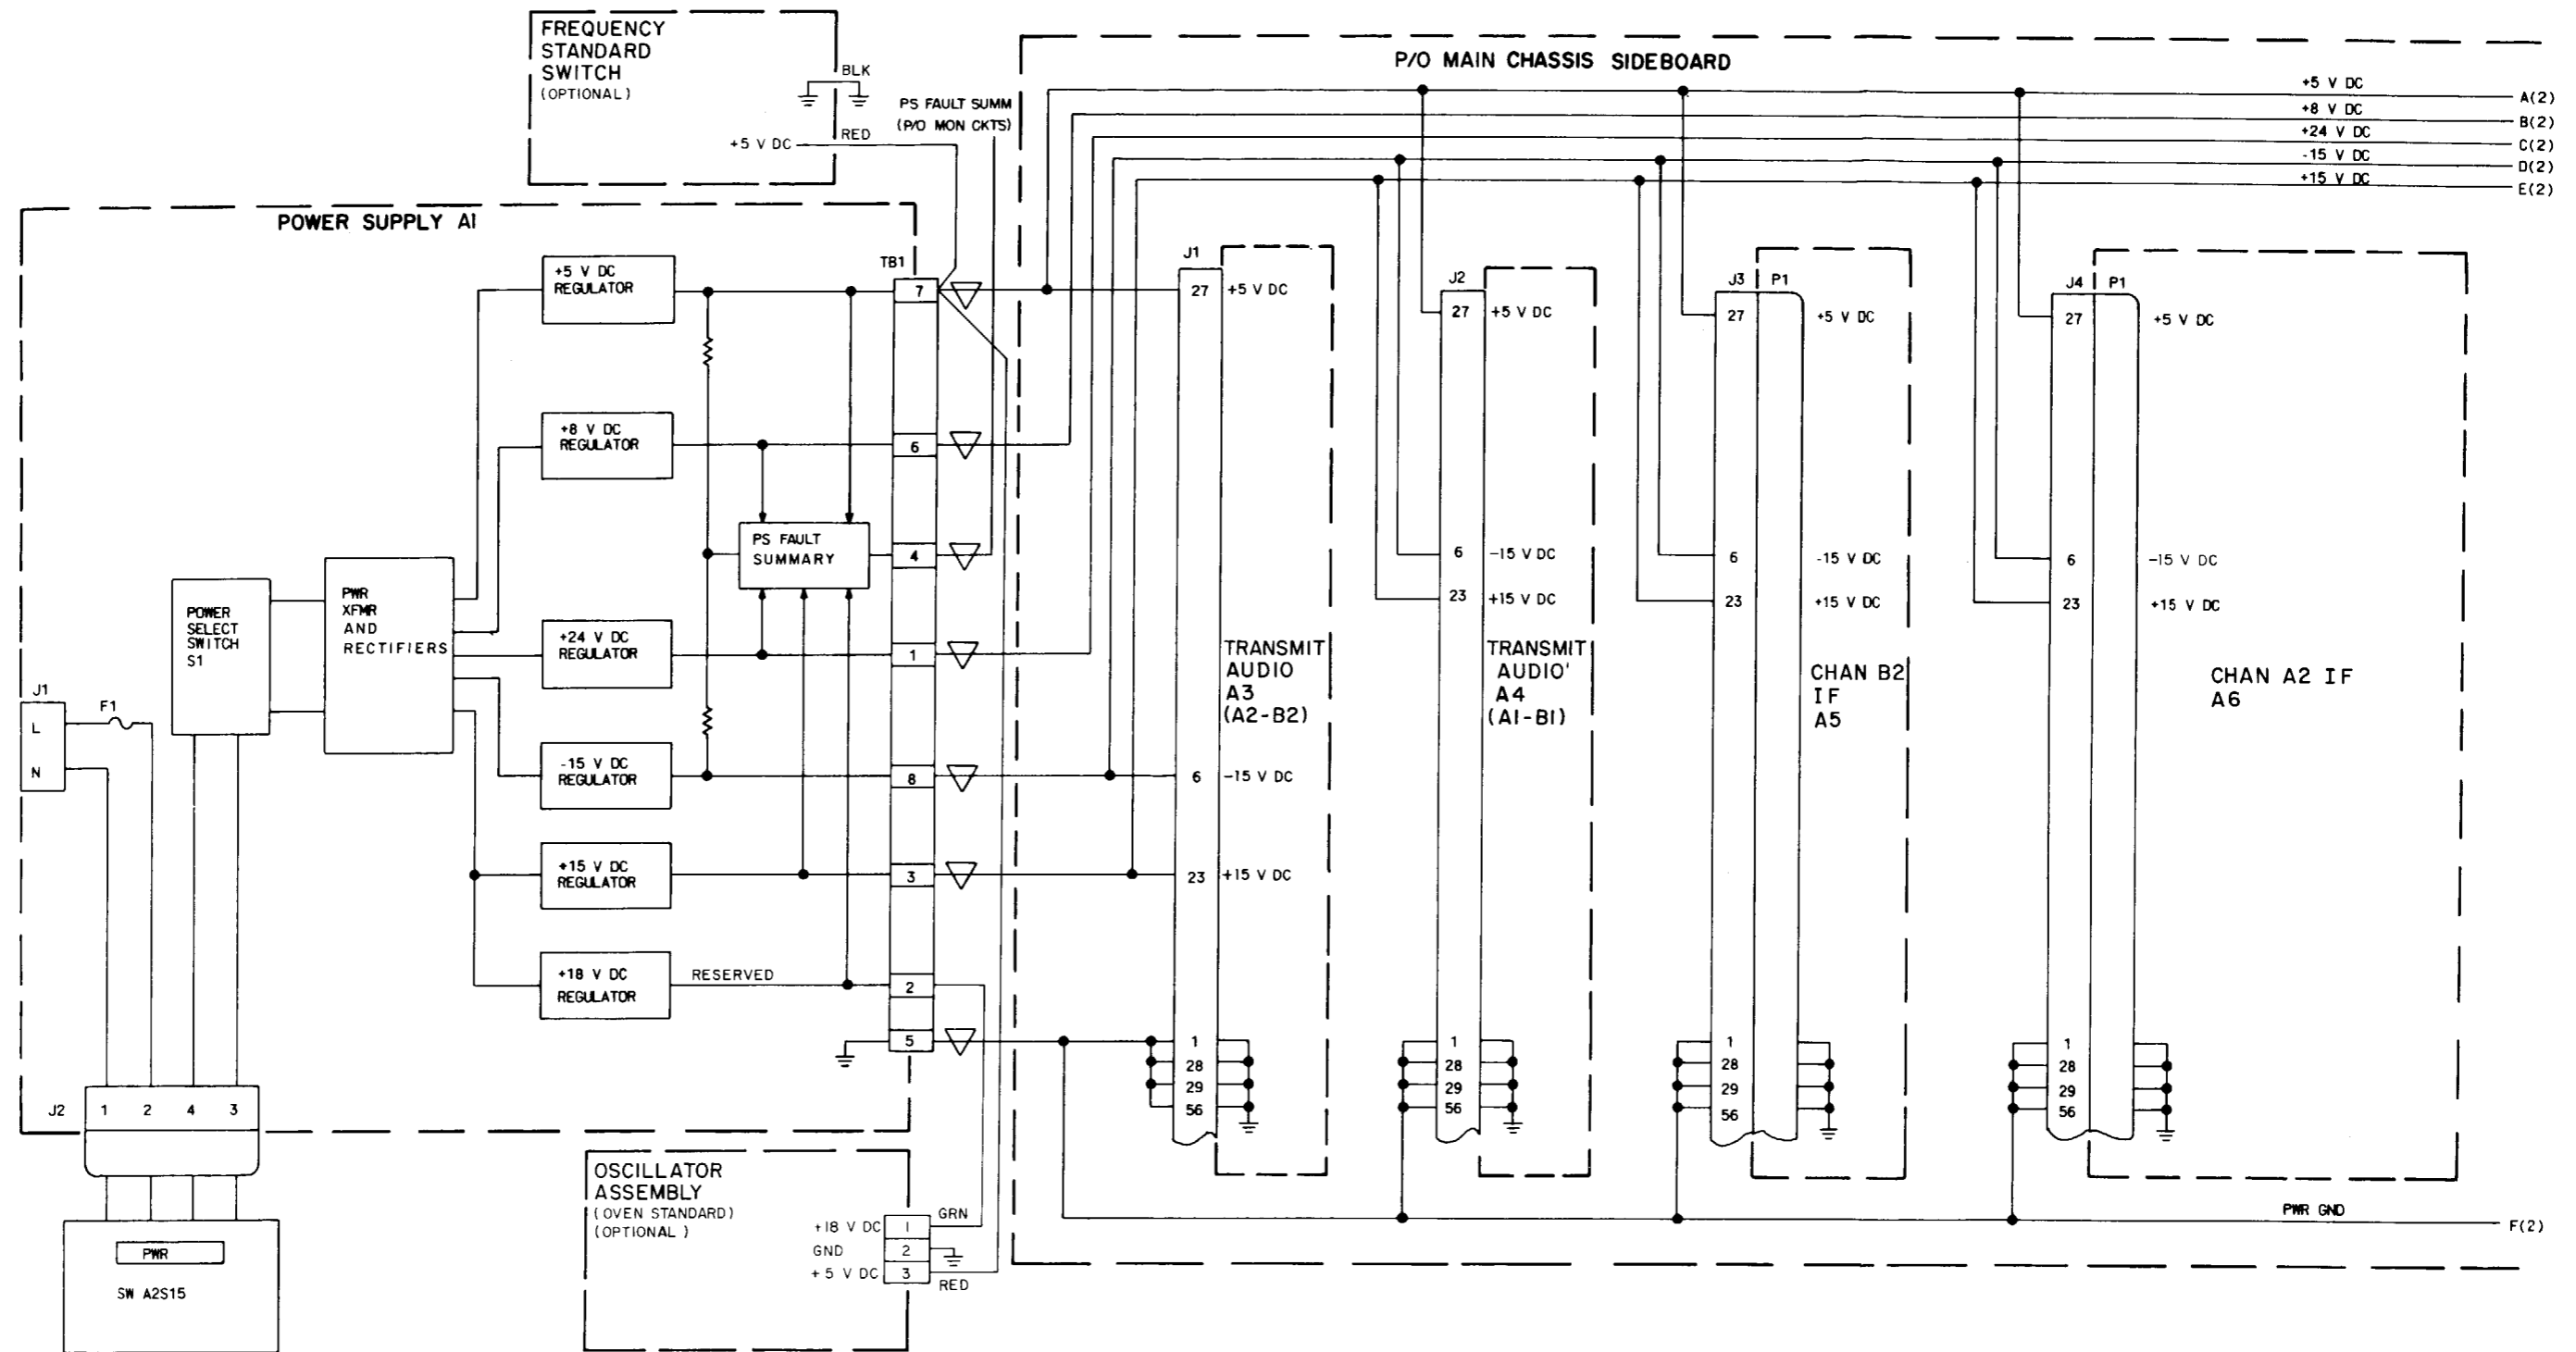 FREQUENCY
STANDARD
SWITCH
(OPTIONAL)
BLK
+5 V DC
RED
PS FAULT SUMM
(P/O MON CKTS)
P/O MAIN CHASSIS SIDEBOARD
+5 V DC
A(2)
+8 V DC
B(2)
+24 V DC
C(2)
-15 V DC
D(2)
+15 V DC
E(2)
POWER SUPPLY A1
+5 V DC
REGULATOR
+8 V DC
REGULATOR
PS FAULT
SUMMARY
+24 V DC
REGULATOR
-15 V DC
REGULATOR
+15 V DC
REGULATOR
+18 V DC
REGULATOR
RESERVED
PWR
XFMR
AND
RECTIFIERS
POWER
SELECT
SWITCH
S1
J1
L
N
F1
J2
1 2 4 3
PWR
SW A2S15
TB1
7
6
4
1
8
3
2
5
OSCILLATOR
ASSEMBLY
(OVEN STANDARD)
(OPTIONAL)
+18 V DC 1 GRN
GND 2
+5 V DC 3 RED
J1
27 +5 V DC
TRANSMIT
AUDIO
A3
(A2-B2)
6 -15 V DC
23 +15 V DC
1
28
29
56
J2
27 +5 V DC
6 -15 V DC
23 +15 V DC
TRANSMIT
AUDIO'
A4
(A1-B1)
1
28
29
56
J3 P1
27 +5 V DC
6 -15 V DC
23 +15 V DC
CHAN B2
IF
A5
1
28
29
56
J4 P1
27 +5 V DC
6 -15 V DC
23 +15 V DC
CHAN A2 IF
A6
1
28
29
56
PWR GND
F(2)